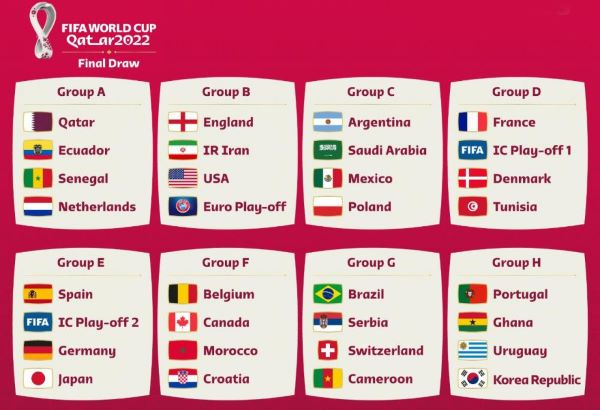 FIFA WORLD CUP
Qatar2022
Final Draw
Group A
Qatar
Ecuador
Senegal
Netherlands
Group B
England
IR Iran
USA
Euro Play-off
Group C
Argentina
Saudi Arabia
Mexico
Poland
Group D
France
FIFA IC Play-off 1
Denmark
Tunisia
Group E
Spain
FIFA IC Play-off 2
Germany
Japan
Group F
Belgium
Canada
Morocco
Croatia
Group G
Brazil
Serbia
Switzerland
Cameroon
Group H
Portugal
Ghana
Uruguay
Korea Republic